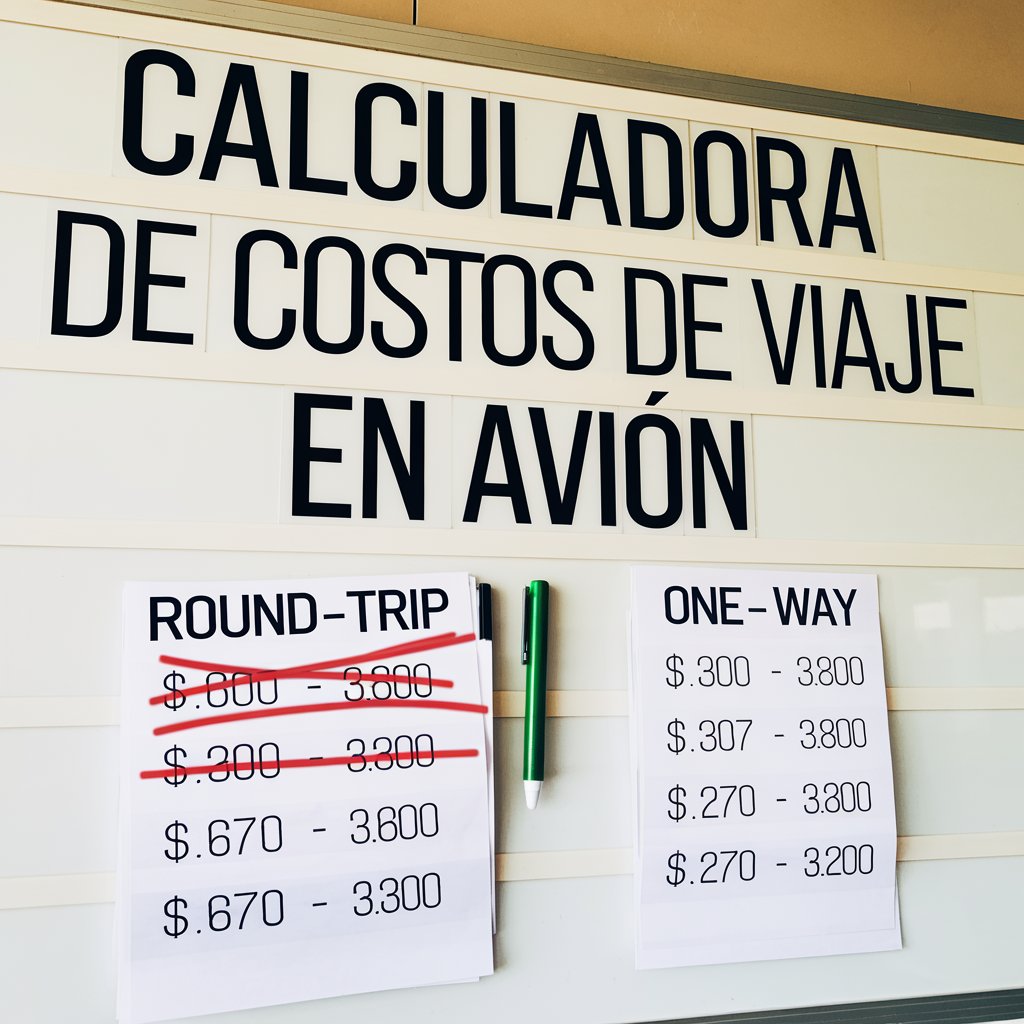 CALCULADORA
DE COSTOS DE VIAJE
EN AVIÓN
ROUND-TRIP
$.600 - 3.800
$.300 - 3.300
$.670 - 3.600
$.670 - 3.300
ONE-WAY
$.300 - 3.800
$.307 - 3.800
$.270 - 3.800
$.270 - 3.200